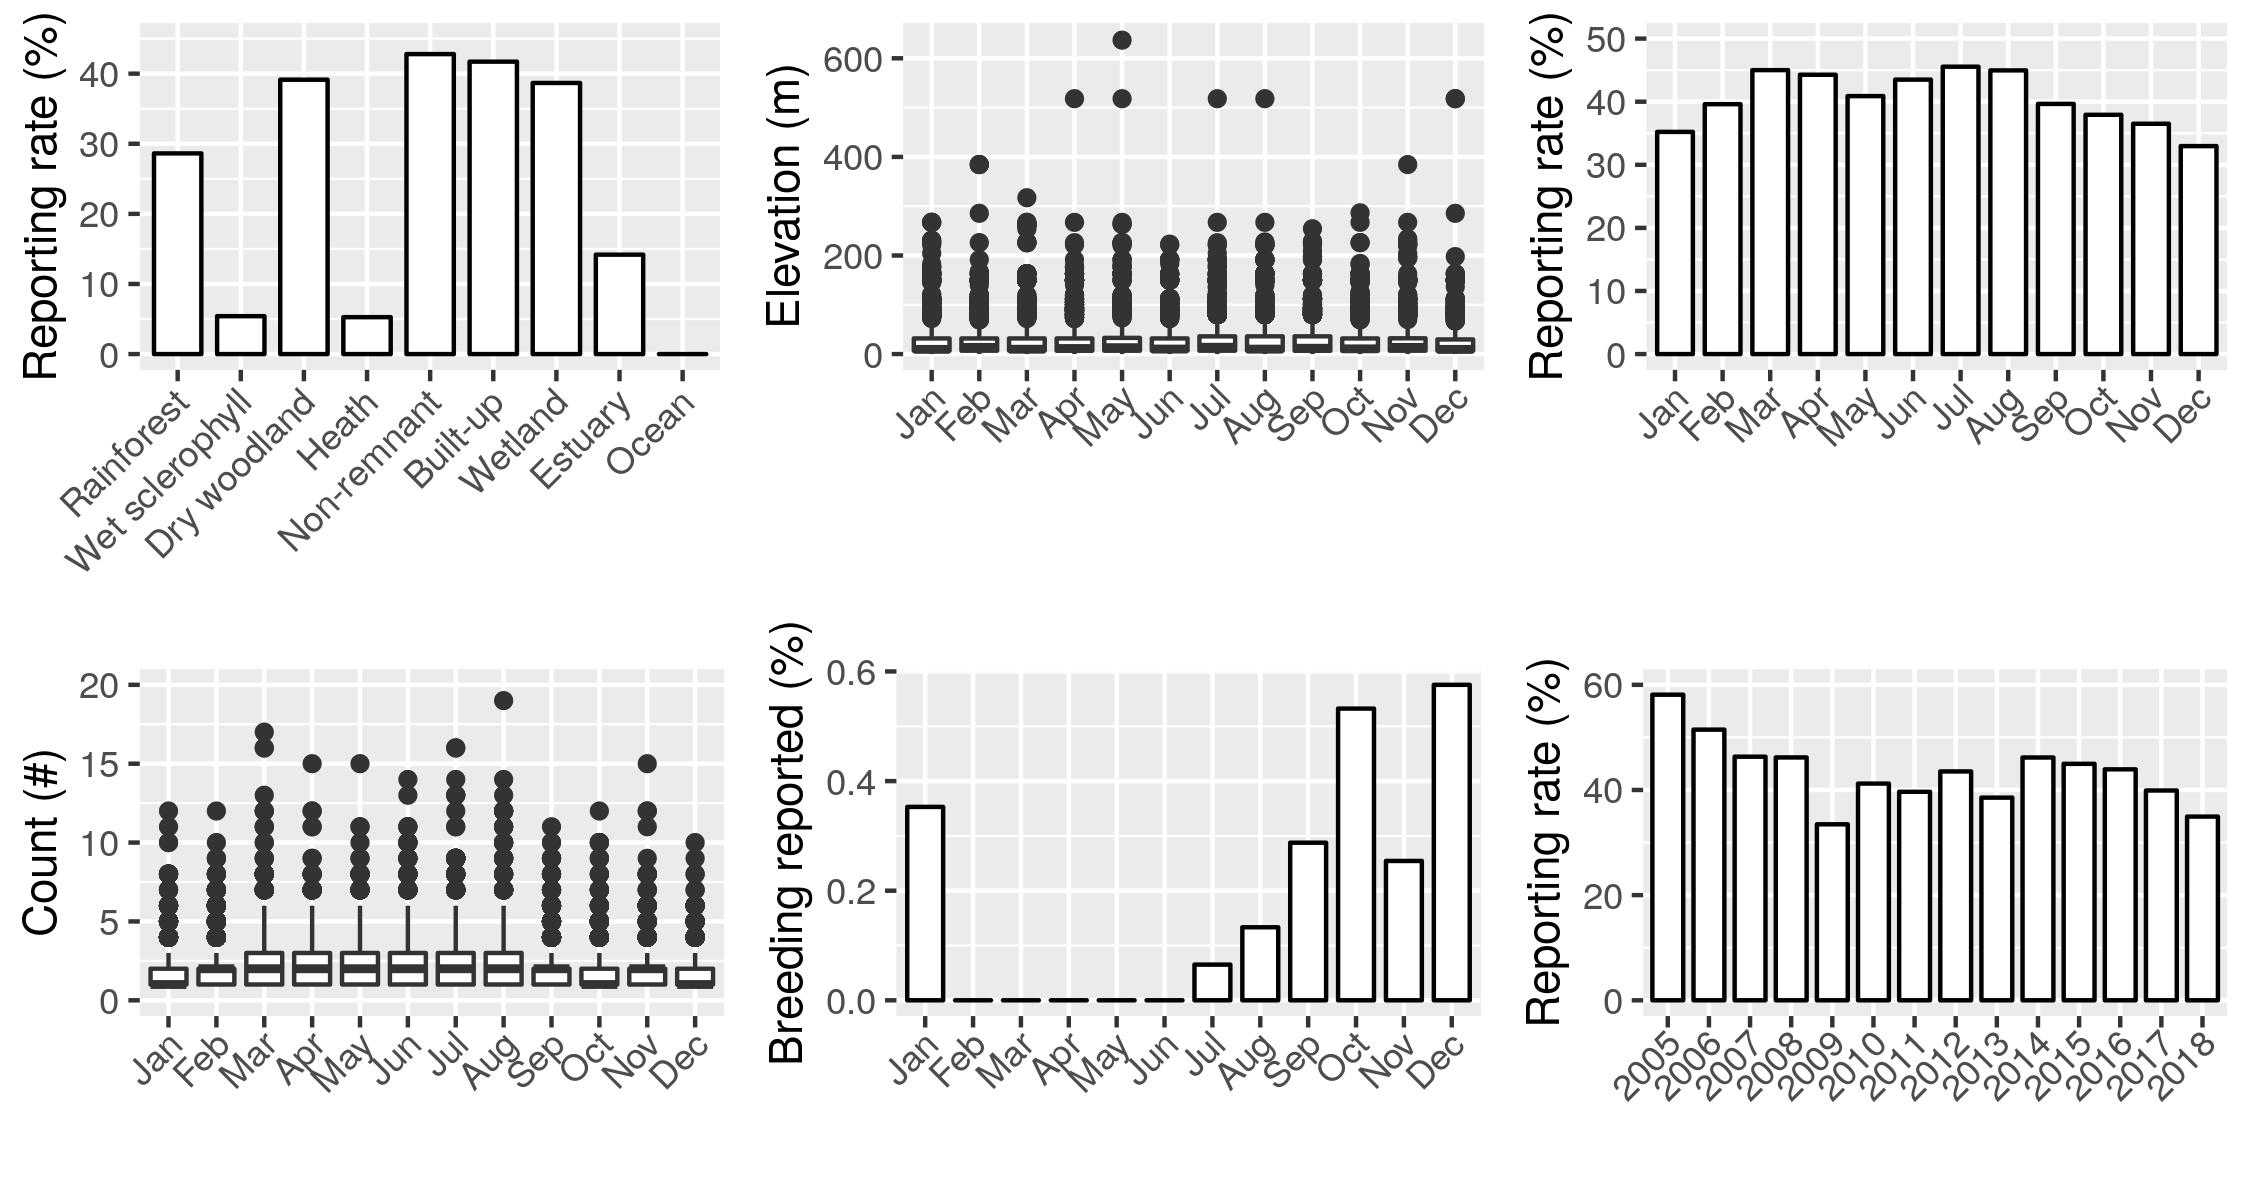 Reporting rate (%)
40
30
20
10
0
Rainforest
Wet sclerophyll
Dry woodland
Heath
Non-remnant
Built-up
Wetland
Estuary
Ocean
Elevation (m)
600
400
200
0
Jan
Feb
Mar
Apr
May
Jun
Jul
Aug
Sep
Oct
Nov
Dec
Reporting rate (%)
50
40
30
20
10
0
Jan
Feb
Mar
Apr
May
Jun
Jul
Aug
Sep
Oct
Nov
Dec
Count (#)
20
15
10
5
0
Jan
Feb
Mar
Apr
May
Jun
Jul
Aug
Sep
Oct
Nov
Dec
Breeding reported (%)
0.6
0.4
0.2
0.0
Jan
Feb
Mar
Apr
May
Jun
Jul
Aug
Sep
Oct
Nov
Dec
Reporting rate (%)
60
40
20
0
2005
2006
2007
2008
2009
2010
2011
2012
2013
2014
2015
2016
2017
2018